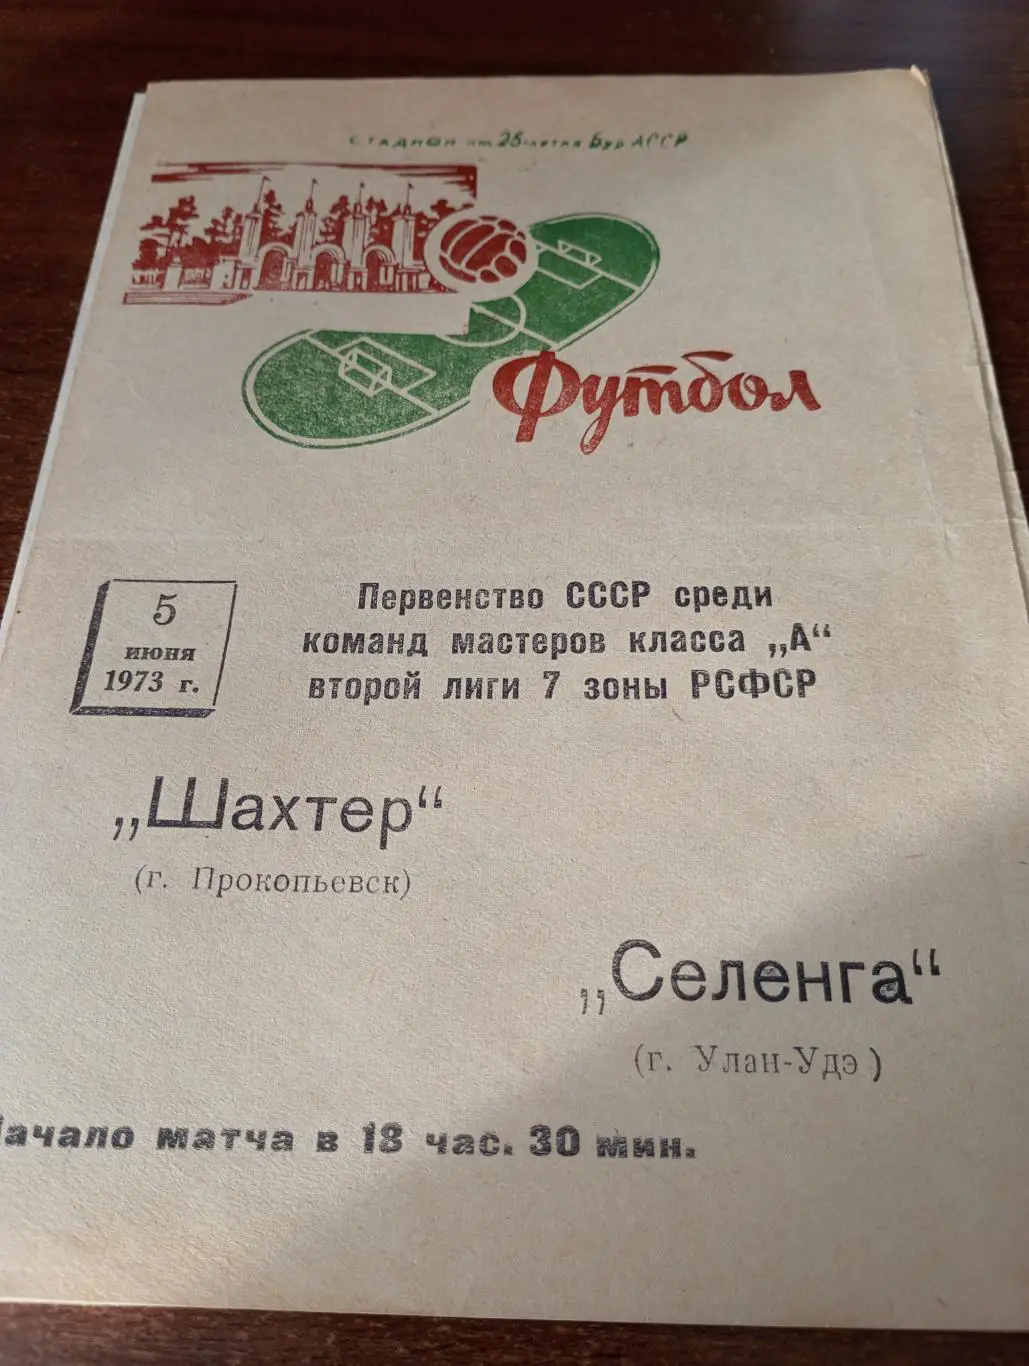 СТАДИОН им. 25-летия Бур АССР
Футбол
5
июня
1973 г.
Первенство СССР среди
команд мастеров класса „А“
второй лиги 7 зоны РСФСР
„Шахтер“
(г. Прокопьевск)
„Селенга“
(г. Улан-Удэ)
Начало матча в 18 час. 30 мин.